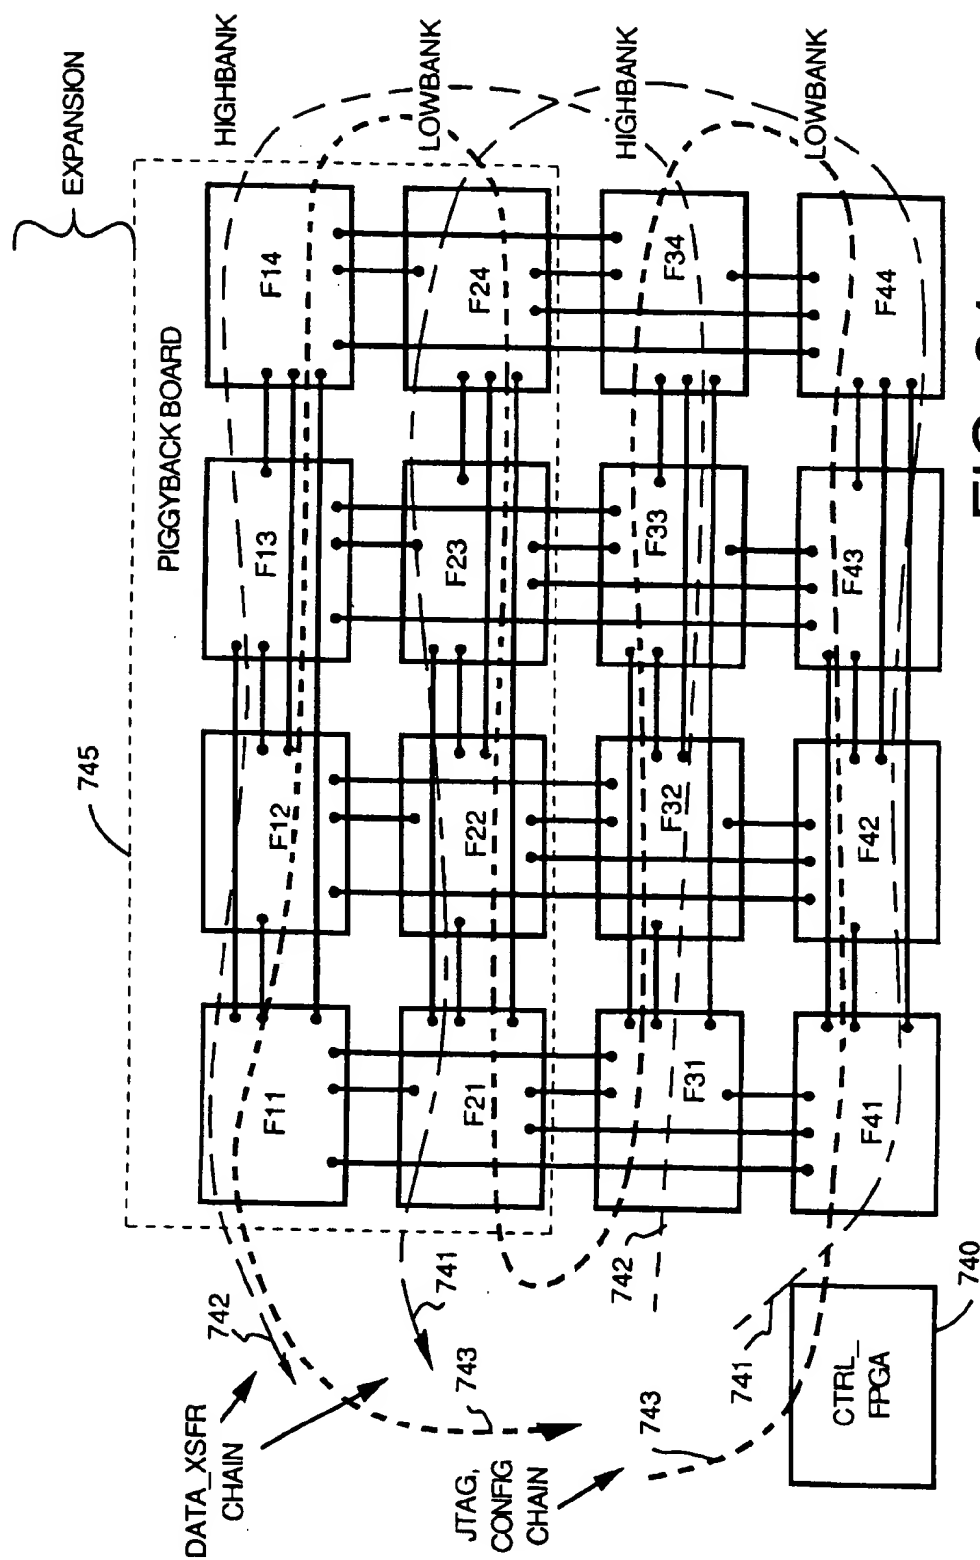 EXPANSION
HIGHBANK
LOWBANK
HIGHBANK
LOWBANK
PIGGYBACK BOARD
745
F11
F12
F13
F14
F21
F22
F23
F24
F31
F32
F33
F34
F41
F42
F43
F44
742
741
742
741
743
743
DATA_XSFR
CHAIN
JTAG,
CONFIG
CHAIN
CTRL_
FPGA
740